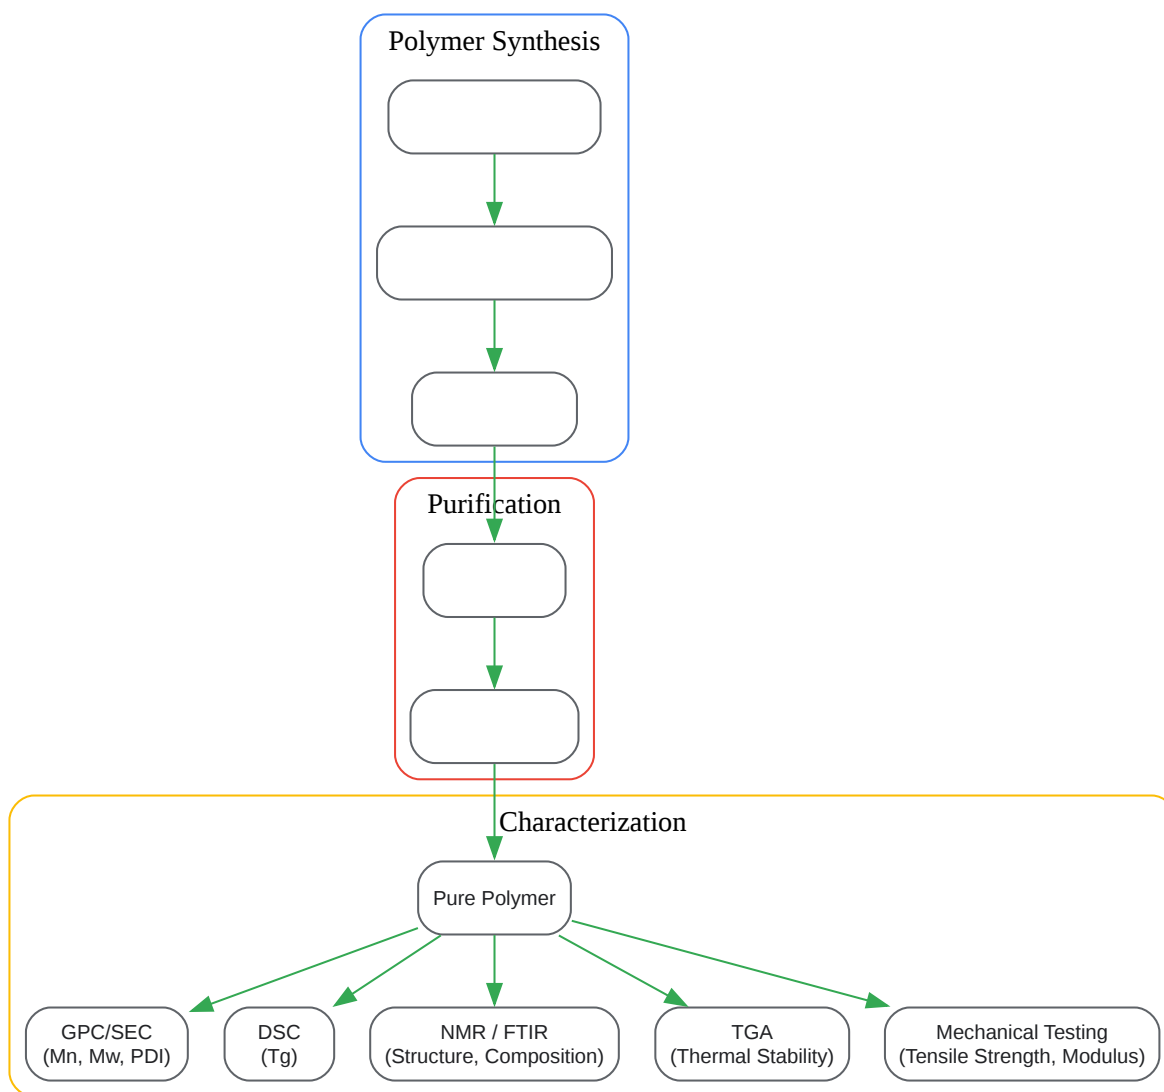 Polymer Synthesis
Purification
Characterization
Pure Polymer
GPC/SEC
(Mn, Mw, PDI)
DSC
(Tg)
NMR / FTIR
(Structure, Composition)
TGA
(Thermal Stability)
Mechanical Testing
(Tensile Strength, Modulus)